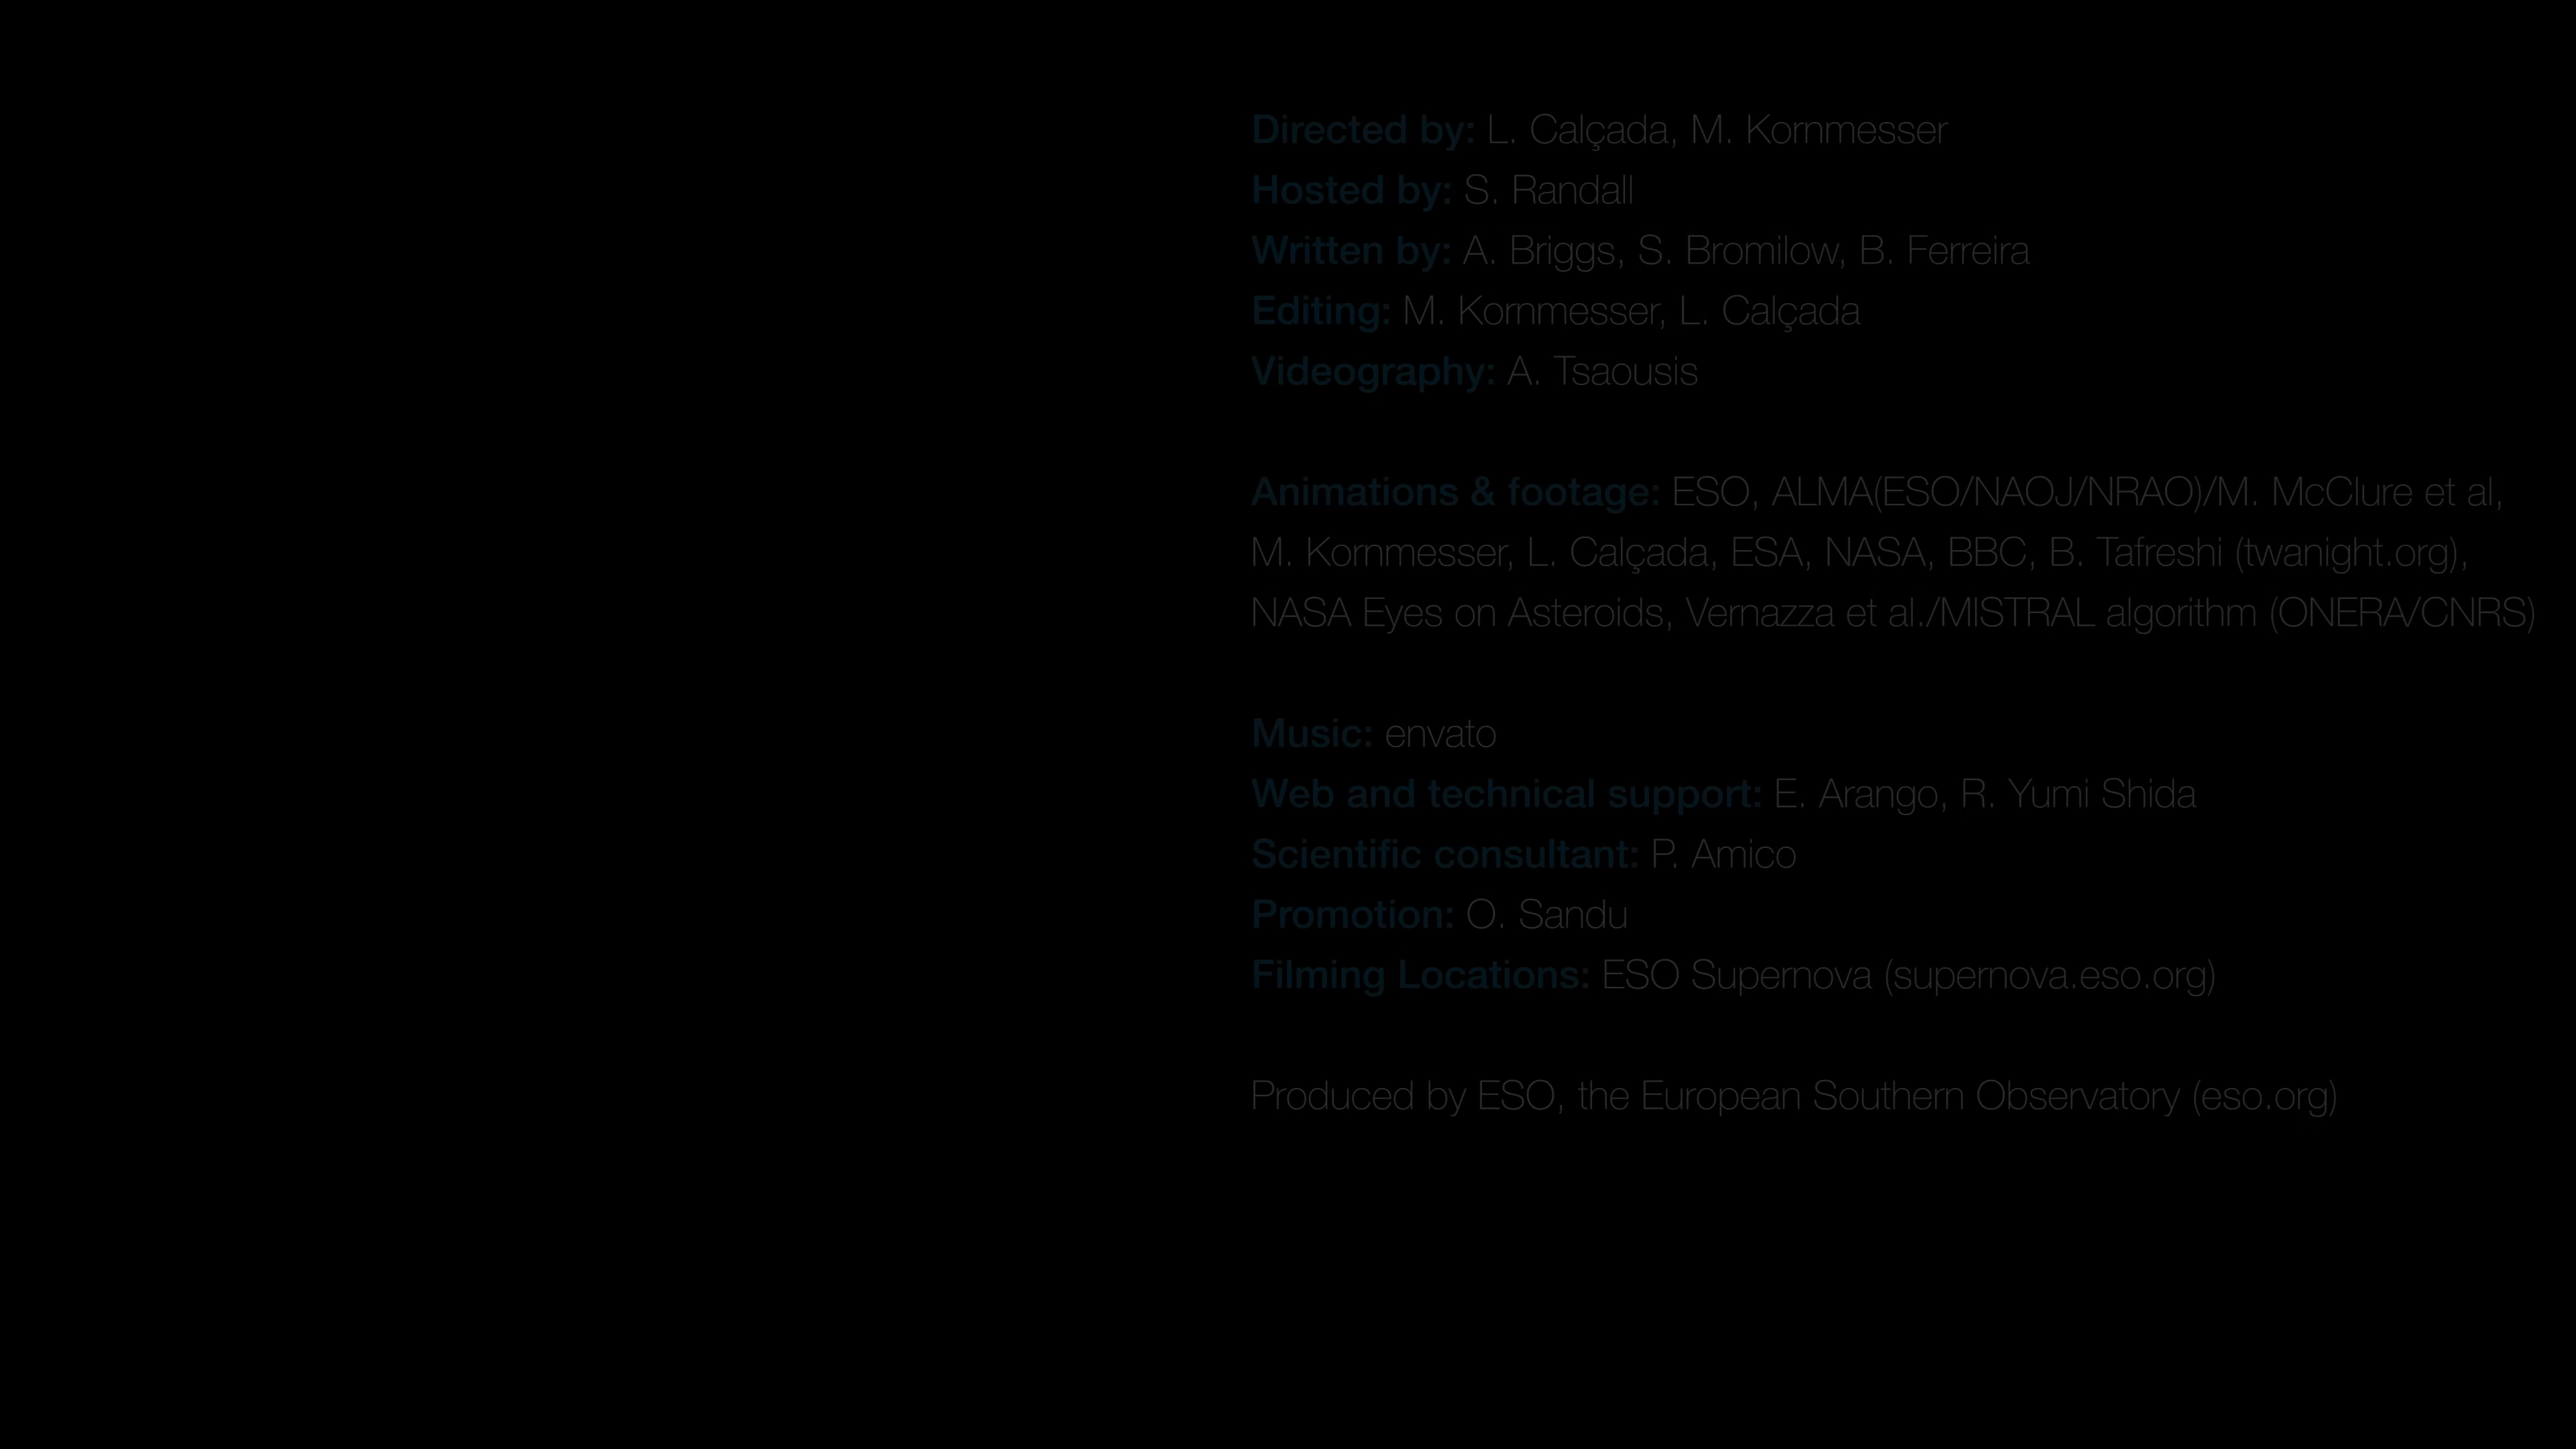 Directed by: L. Calçada, M. Kornmesser
Hosted by: S. Randall
Written by: A. Briggs, S. Bromilow, B. Ferreira
Editing: M. Kornmesser, L. Calçada
Videography: A. Tsaousis
Animations & footage: ESO, ALMA(ESO/NAOJ/NRAO)/M. McClure et al,
M. Kornmesser, L. Calçada, ESA, NASA, BBC, B. Tafreshi (twanight.org),
NASA Eyes on Asteroids, Vernazza et al./MISTRAL algorithm (ONERA/CNRS)
Music: envato
Web and technical support: E. Arango, R. Yumi Shida
Scientific consultant: P. Amico
Promotion: O. Sandu
Filming Locations: ESO Supernova (supernova.eso.org)
Produced by ESO, the European Southern Observatory (eso.org)